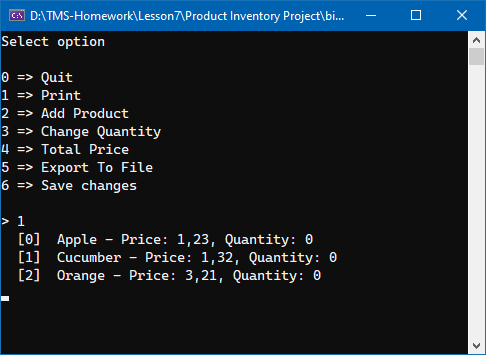 D:\TMS-Homework\Lesson7\Product Inventory Project\bi...
Select option
0 => Quit
1 => Print
2 => Add Product
3 => Change Quantity
4 => Total Price
5 => Export To File
6 => Save changes
> 1
[0]  Apple - Price: 1,23, Quantity: 0
[1]  Cucumber - Price: 1,32, Quantity: 0
[2]  Orange - Price: 3,21, Quantity: 0